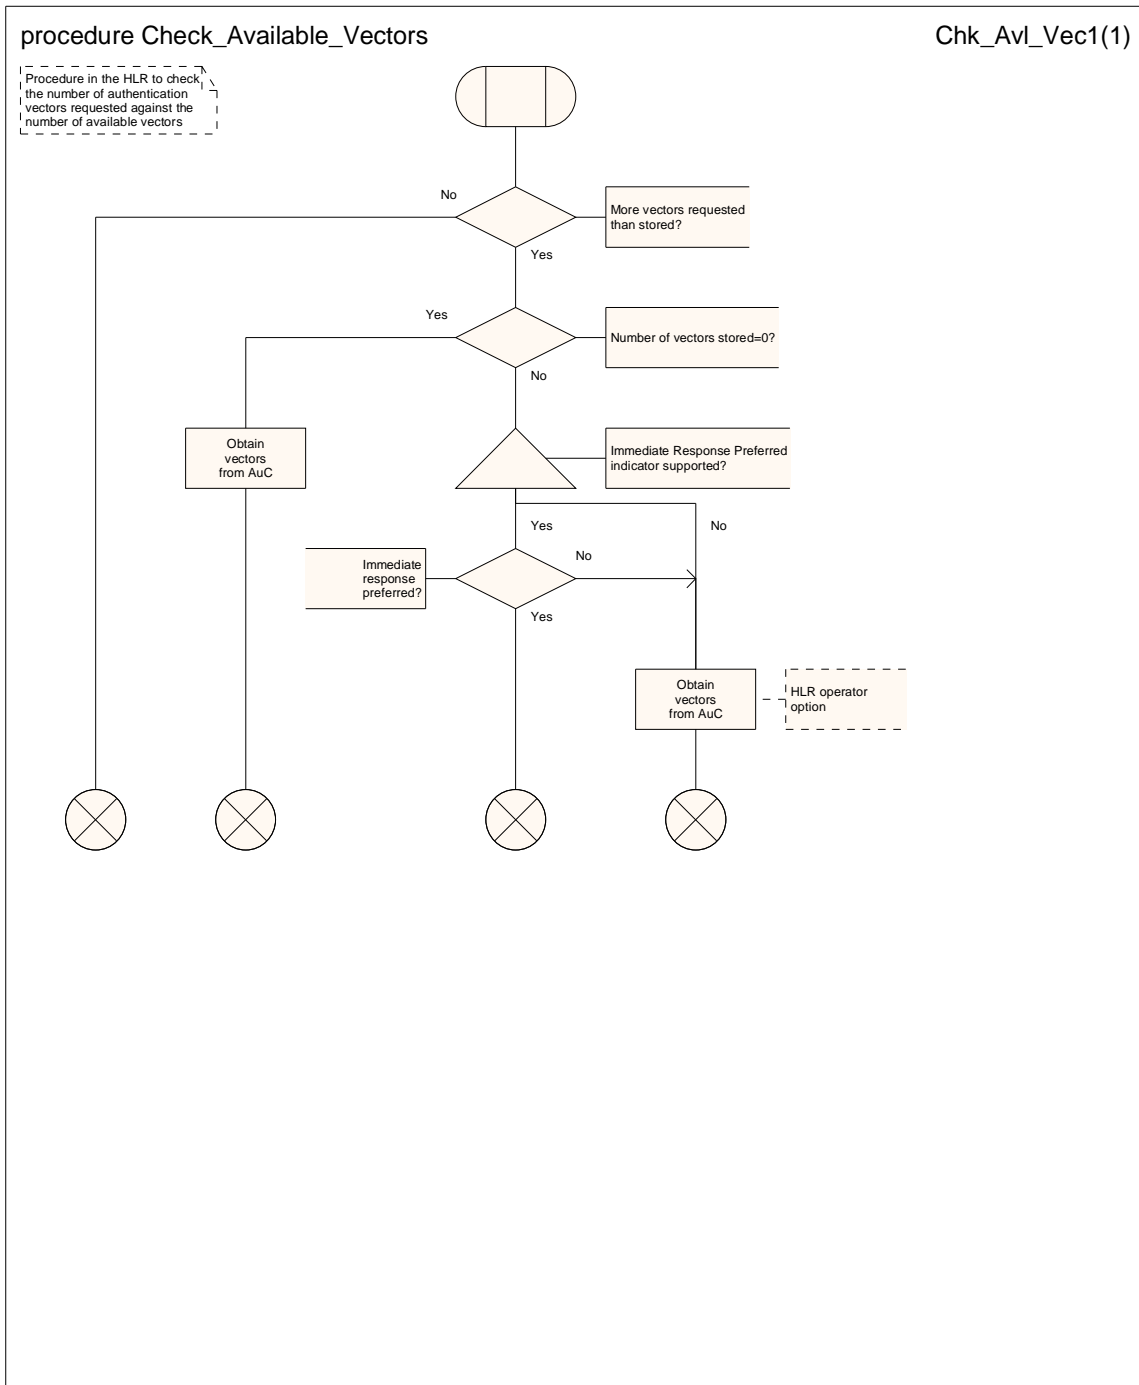 procedure Check_Available_Vectors
Chk_Avl_Vec1(1)
Procedure in the HLR to check
the number of authentication
vectors requested against the
number of available vectors
No
More vectors requested
than stored?
Yes
Yes
Number of vectors stored=0?
No
Obtain
vectors
from AuC
Immediate Response Preferred
indicator supported?
Yes
No
Immediate
response
preferred?
No
Yes
Obtain
vectors
from AuC
HLR operator
option